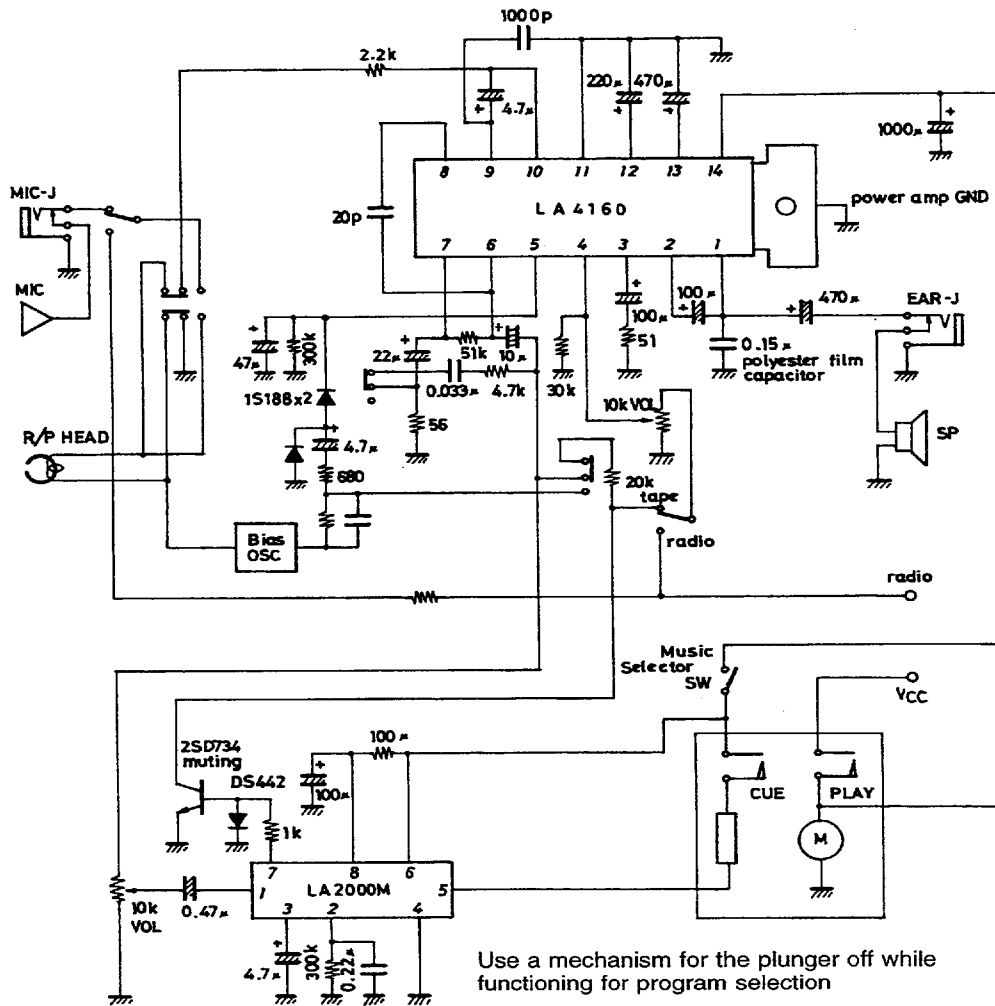 1000p
2.2k
4.7μ
220μ
470μ
1000μ
8 9 10 11 12 13 14
LA4160
power amp GND
7 6 5 4 3 2 1
MIC-J
MIC
20p
100μ
470μ
EAR-J
47μ
300k
22μ
51k
10μ
30k
100μ
51
0.15μ
polyester film
capacitor
1S188x2
0.033μ
4.7k
10k VOL
56
SP
R/P HEAD
4.7μ
680
20k
tape
radio
Bias
OSC
radio
Music
Selector
SW
VCC
100μ
2SD734
muting
DS442
100μ
1k
CUE
PLAY
M
7 8 6
1 LA2000M 5
3 2 4
10k
VOL
0.47μ
4.7μ
300k
0.22μ
Use a mechanism for the plunger off while
functioning for program selection